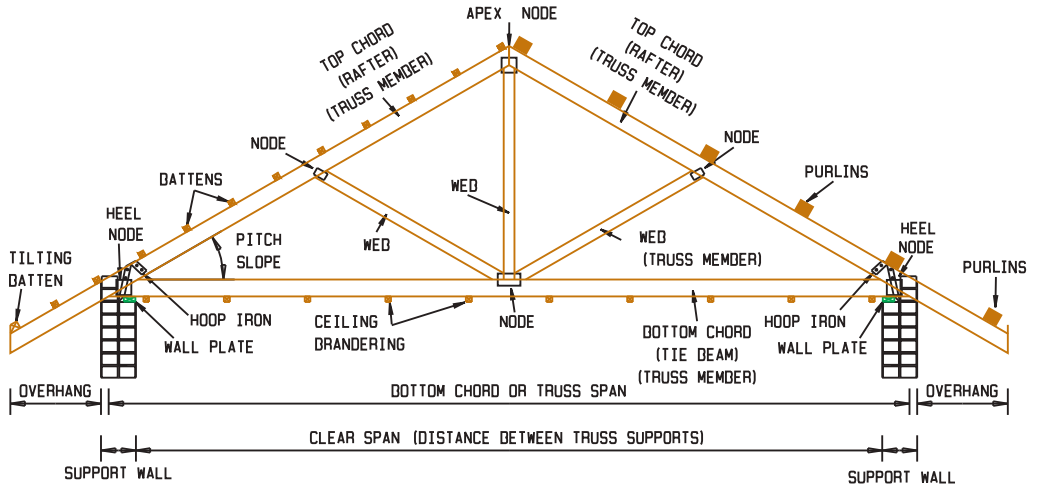 APEX NODE
TOP CHORD
(RAFTER)
(TRUSS MEMDER)
TOP CHORD
(RAFTER)
(TRUSS MEMDER)
NODE
NODE
BATTENS
WEB
PURLINS
HEEL
NODE
PITCH
SLOPE
WEB
WEB
(TRUSS MEMDER)
HEEL
NODE
TILTING
BATTEN
PURLINS
HOOP IRON
WALL PLATE
CEILING
BRANDERING
NODE
BOTTOM CHORD
(TIE BEAM)
(TRUSS MEMBER)
HOOP IRON
WALL PLATE
OVERHANG
BOTTOM CHORD OR TRUSS SPAN
OVERHANG
CLEAR SPAN (DISTANCE BETWEEN TRUSS SUPPORTS)
SUPPORT WALL
SUPPORT WALL